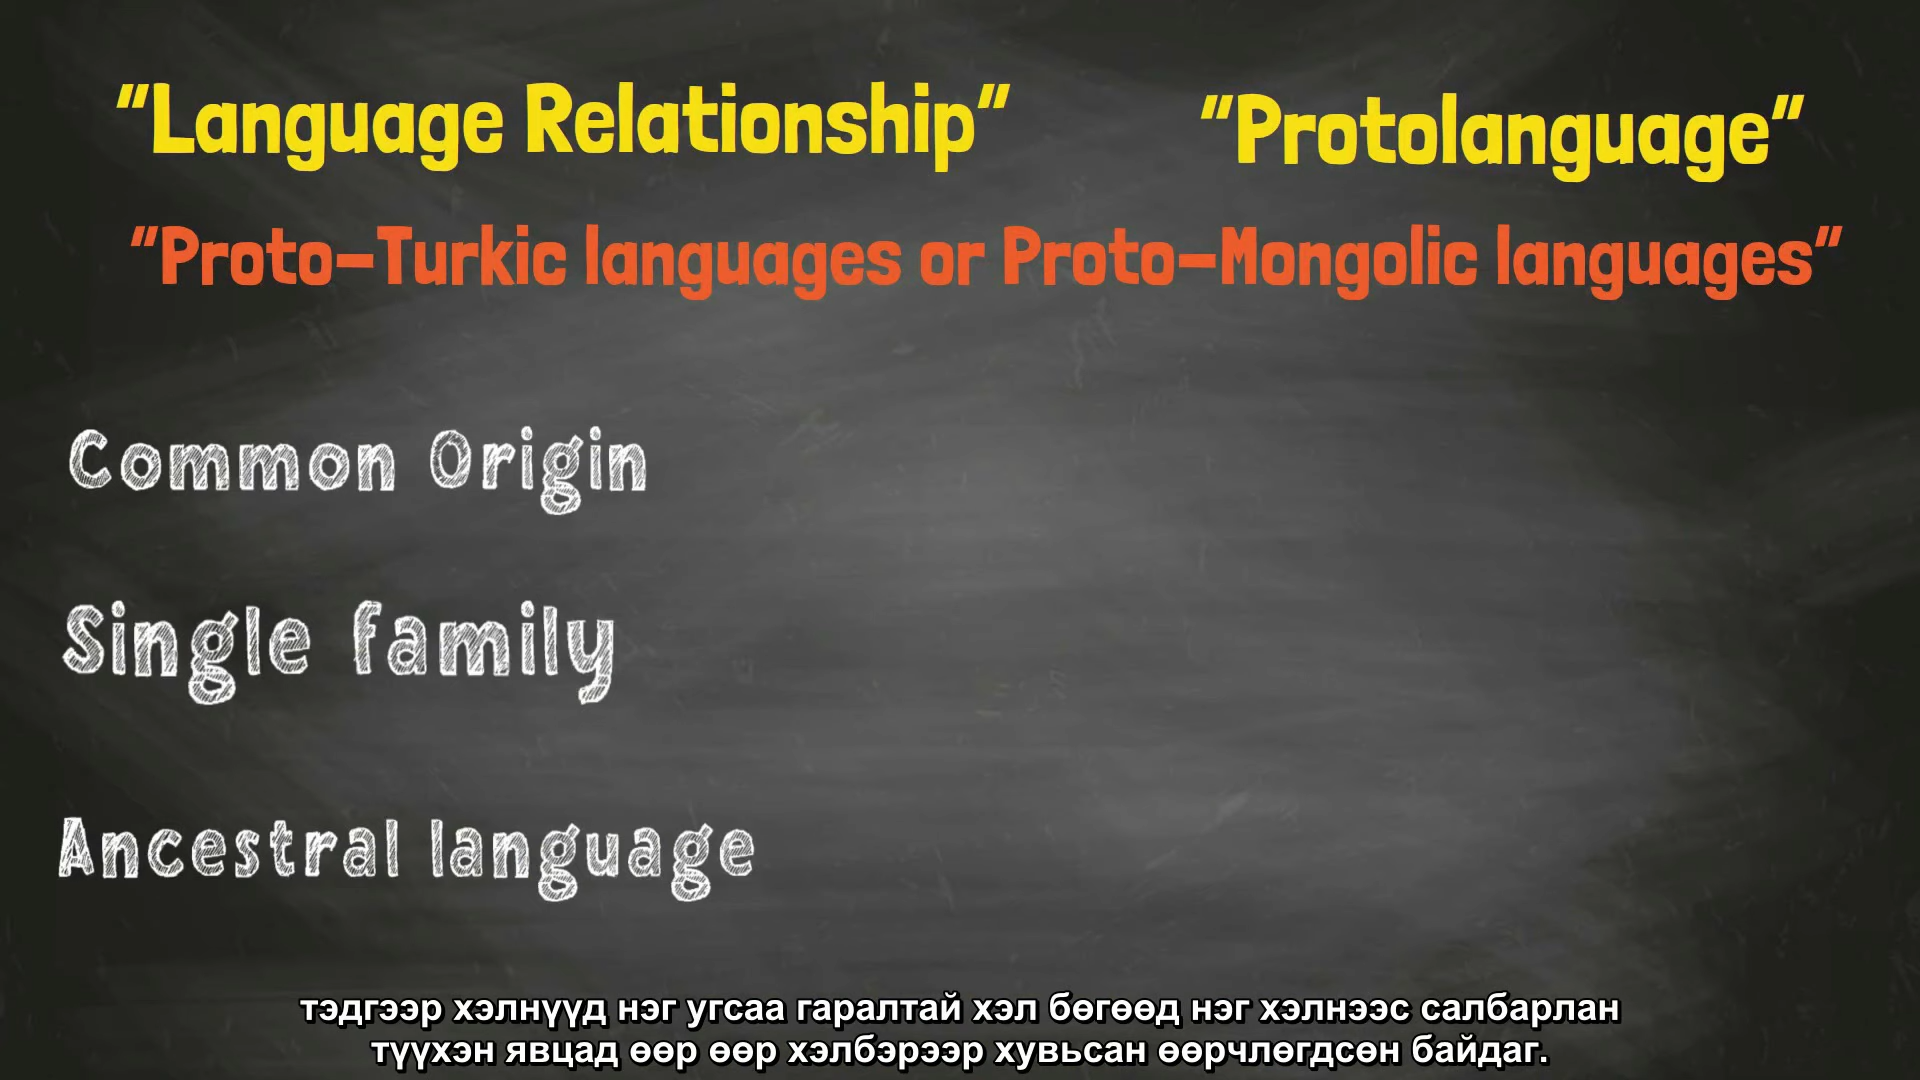 "Language Relationship"
"Protolanguage"
"Proto-Turkic languages or Proto-Mongolic languages"
Common Origin
Single family
Ancestral language
тэдгээр хэлнүүд нэг угсаа гаралтай хэл бөгөөд нэг хэлнээс салбарлан
түүхэн явцад өөр өөр хэлбэрээр хувьсан өөрчлөгдсөн байдаг.